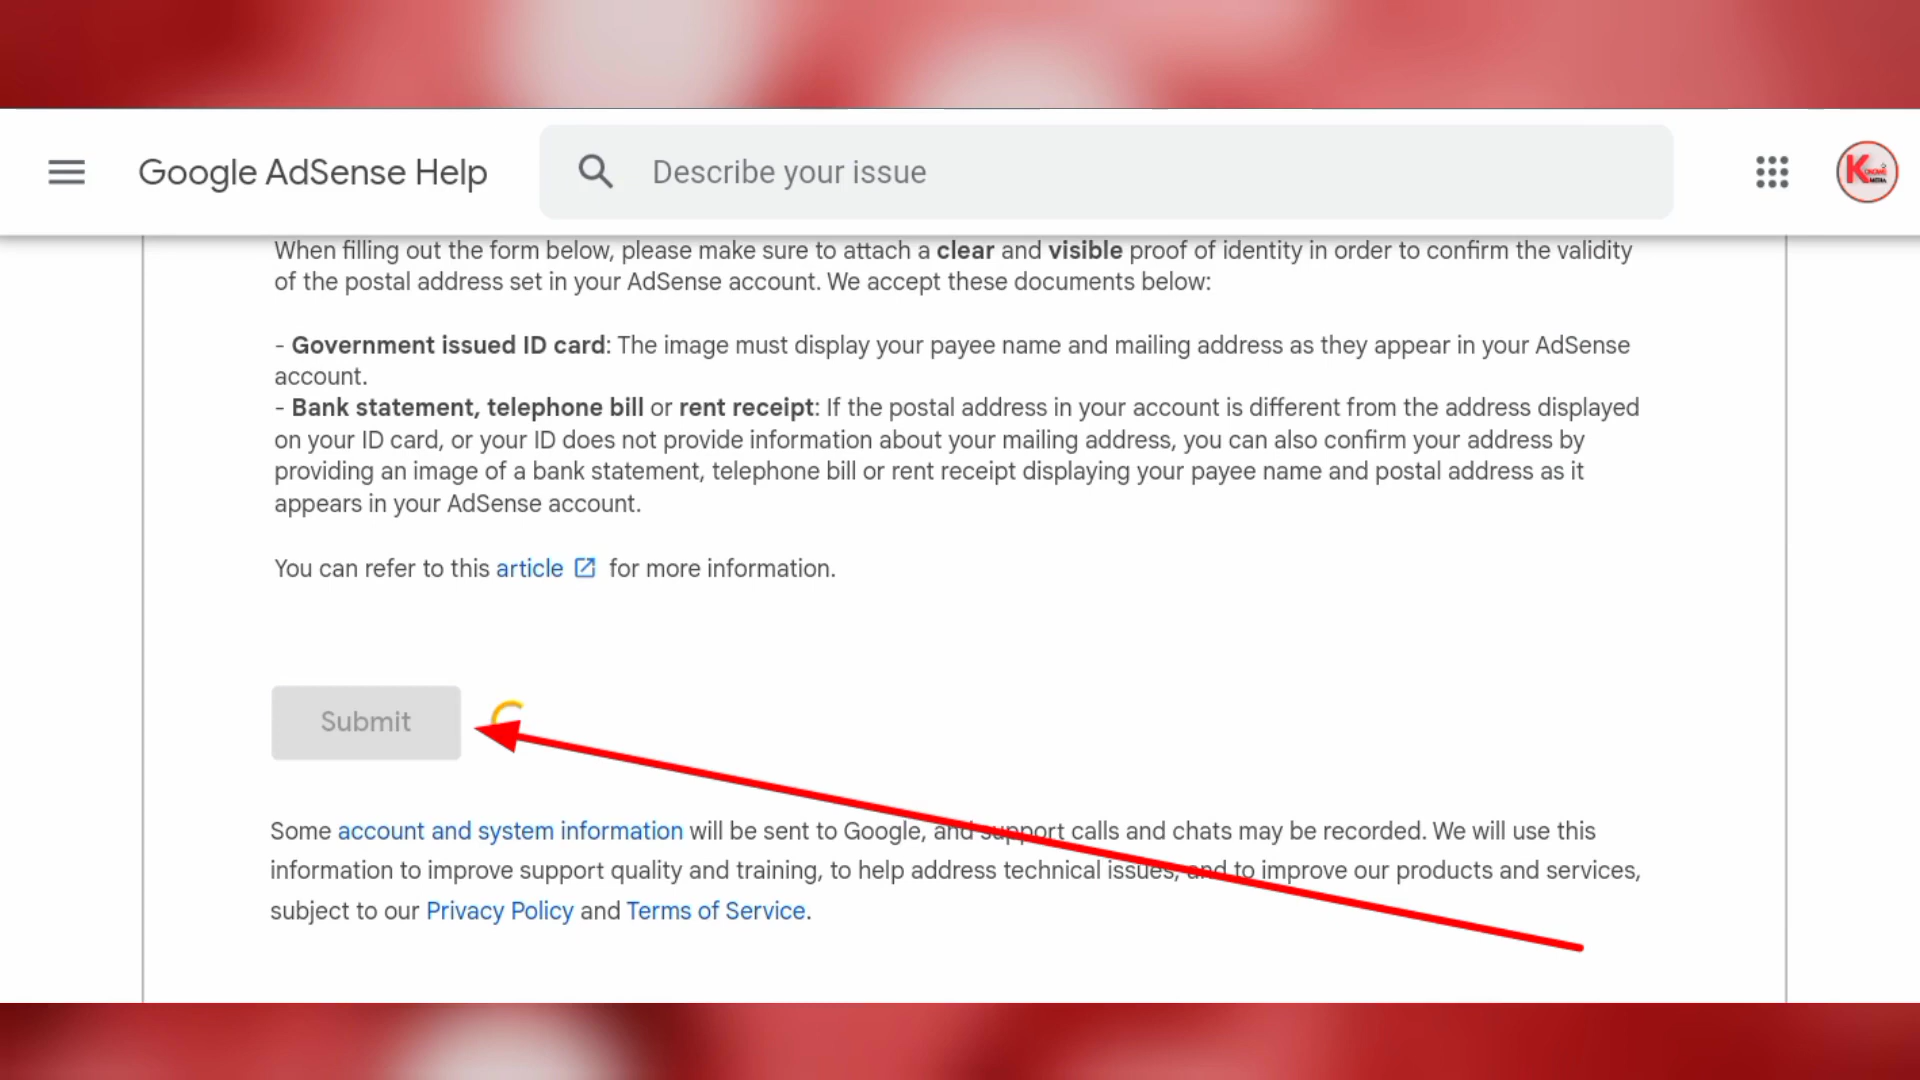 Google AdSense Help
Describe your issue
K
MEDIA
When filling out the form below, please make sure to attach a clear and visible proof of identity in order to confirm the validity
of the postal address set in your AdSense account. We accept these documents below:
- Government issued ID card: The image must display your payee name and mailing address as they appear in your AdSense
account.
- Bank statement, telephone bill or rent receipt: If the postal address in your account is different from the address displayed
on your ID card, or your ID does not provide information about your mailing address, you can also confirm your address by
providing an image of a bank statement, telephone bill or rent receipt displaying your payee name and postal address as it
appears in your AdSense account.
You can refer to this article for more information.
Submit
Some account and system information will be sent to Google, and support calls and chats may be recorded. We will use this
information to improve support quality and training, to help address technical issues, and to improve our products and services,
subject to our Privacy Policy and Terms of Service.